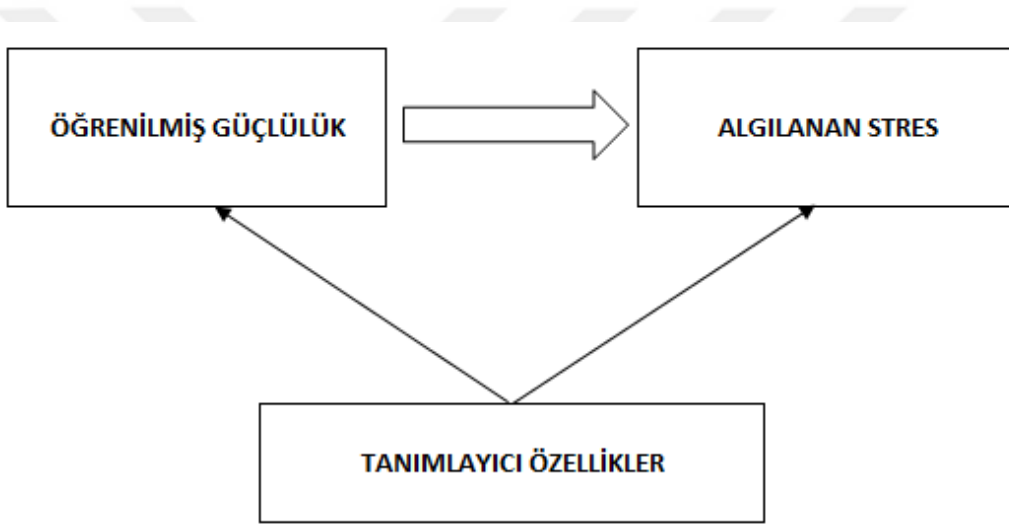 ÖĞRENİLMİŞ GÜÇLÜLÜK
ALGILANAN STRES
TANIMLAYICI ÖZELLİKLER